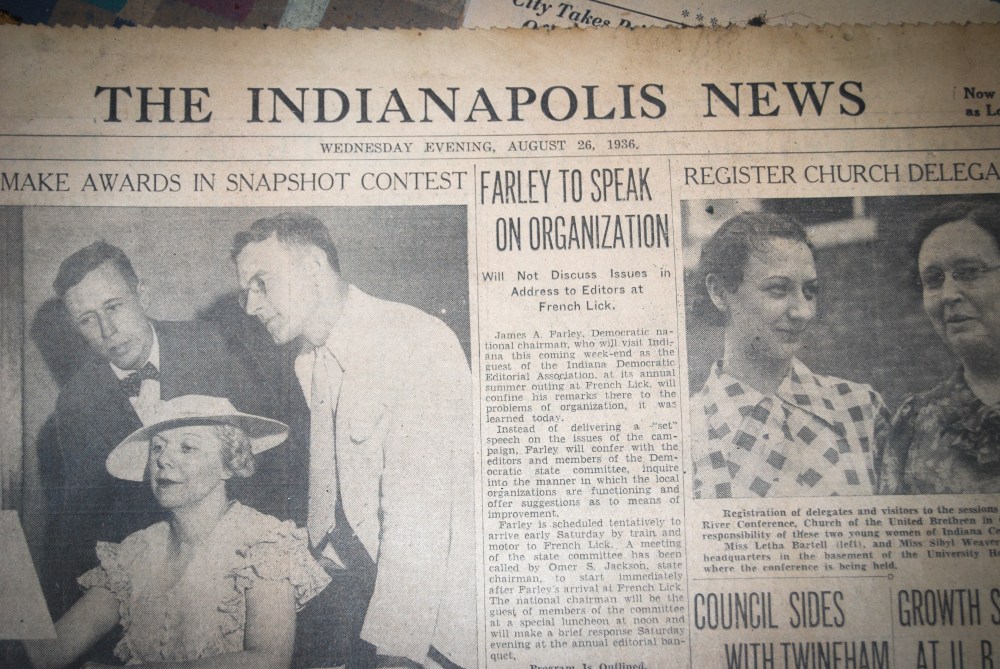 City Takes
THE INDIANAPOLIS NEWS
Now
as
WEDNESDAY EVENING, AUGUST 26, 1936.
MAKE AWARDS IN SNAPSHOT CONTEST
FARLEY TO SPEAK
ON ORGANIZATION
Will Not Discuss Issues in
Address to Editors at
French Lick.
James A. Farley, Democratic na-
tional chairman, who will visit Indi-
ana this coming week-end as the
guest of the Indiana Democratic
Editorial Association, at its annual
summer outing at French Lick, will
confine his remarks there to the
problems of organization, it was
learned today.
Instead of delivering a "set"
speech on the issues of the cam-
paign, Farley will confer with the
editors and members of the Dem-
ocratic state committee, inquire
into the manner in which the local
organizations are functioning and
offer suggestions as to means of
improvement.
Farley is scheduled tentatively to
arrive early Saturday by train and
motor to French Lick. A meeting
of the state committee has been
called by Omer S. Jackson, state
chairman, to start immediately
after Farley's arrival at French Lick.
The national chairman will be the
guest of members of the committee
at a special luncheon at noon and
will make a brief response Saturday
evening at the annual editorial ban-
quet.
Program Is Outlined.
REGISTER CHURCH DELEGA
Registration of delegates and visitors to the sessions
River Conference, Church of the United Brethren in
responsibility of these two young women of Indiana
Miss Letha Bartell (left), and Miss Sibyl Weaver
headquarters in the basement of the University
where the conference is being held.
COUNCIL SIDES
WITH TWINEHAM
GROWTH S
AT U. B.